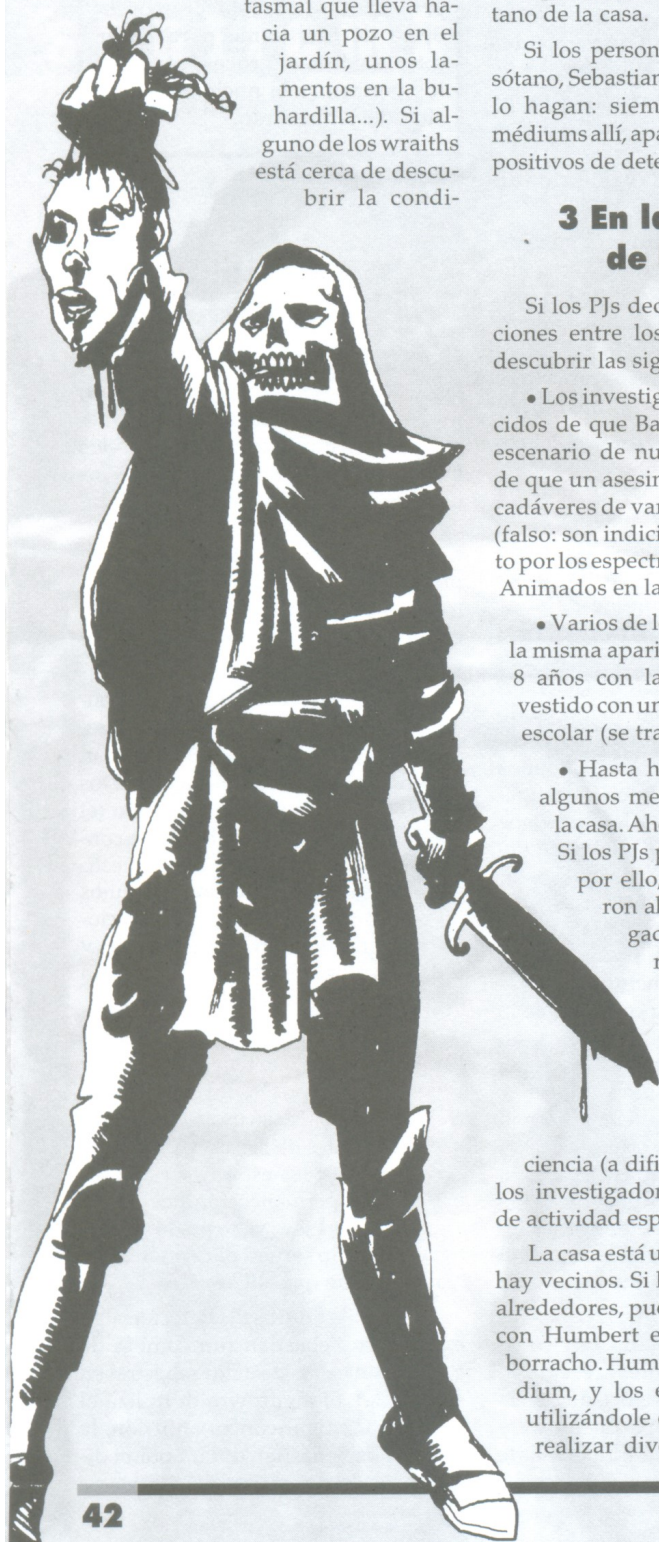 tasmal que lleva ha-
cia un pozo en el
jardín, unos la-
mentos en la bu-
hardilla...). Si al-
guno de los wraiths
está cerca de descu-
brir la condi-
tano de la casa.
Si los person
sótano, Sebastian
lo hagan: siem
médiums allí, apa
positivos de dete
3 En la
de
Si los PJs dec
ciones entre los
descubrir las sig
• Los investig
cidos de que Ba
escenario de nu
de que un asesin
cadáveres de var
(falso: son indici
to por los espectr
Animados en la
• Varios de l
la misma apari
8 años con la
vestido con un
escolar (se tra
• Hasta h
algunos me
la casa. Ah
Si los PJs p
por ello,
ron al
gad
ciencia (a difi
los investigador
de actividad esp
La casa está u
hay vecinos. Si l
alrededores, pue
con Humbert e
borracho. Hum
dium, y los e
utilizándole
realizar div
42